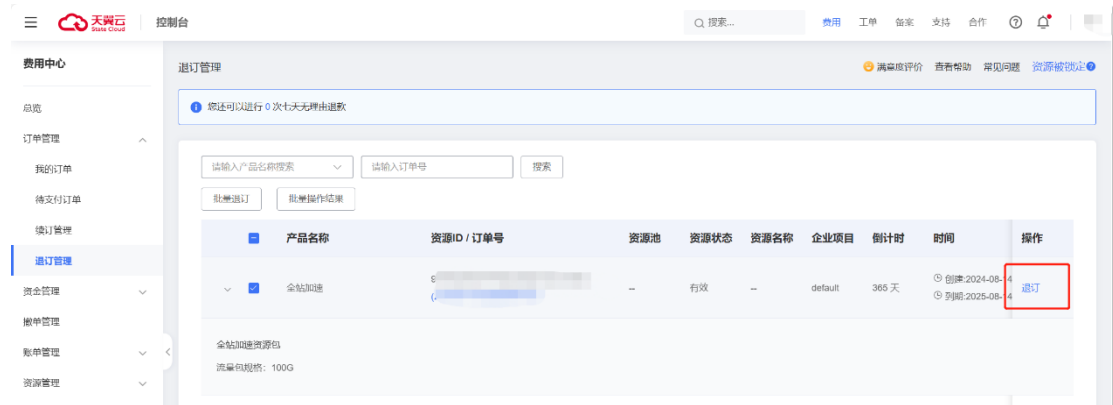 天翼云 控制台 搜索... 费用 工单 备案 支持 合作
State Cloud
费用中心
退订管理 满意度评价 查看帮助 常见问题 资源被锁定
您还可以进行 0 次七天无理由退款
总览
订单管理
我的订单
待支付订单
续订管理
退订管理
资金管理
撤单管理
账单管理
资源管理
请输入产品名称搜索 请输入订单号 搜索
批量退订 批量操作结果
产品名称 资源ID / 订单号 资源池 资源状态 资源名称 企业项目 倒计时 时间 操作
全站加速 -- 有效 -- default 365 天 创建:2024-08-14 退订
到期:2025-08-14
全站加速资源包
流量包规格：100G